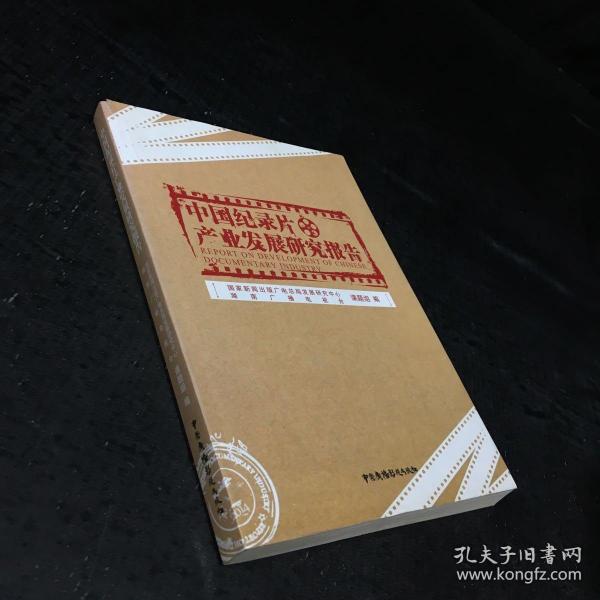 中国纪录片
产业发展研究报告
REPORT ON DEVELOPMENT OF CHINESE
DOCUMENTARY INDUSTRY
国家新闻出版广电总局发展研究中心
湖南广播电视台 课题组 编
中国广播影视出版社
2014
孔夫子旧书网
www.kongfz.com